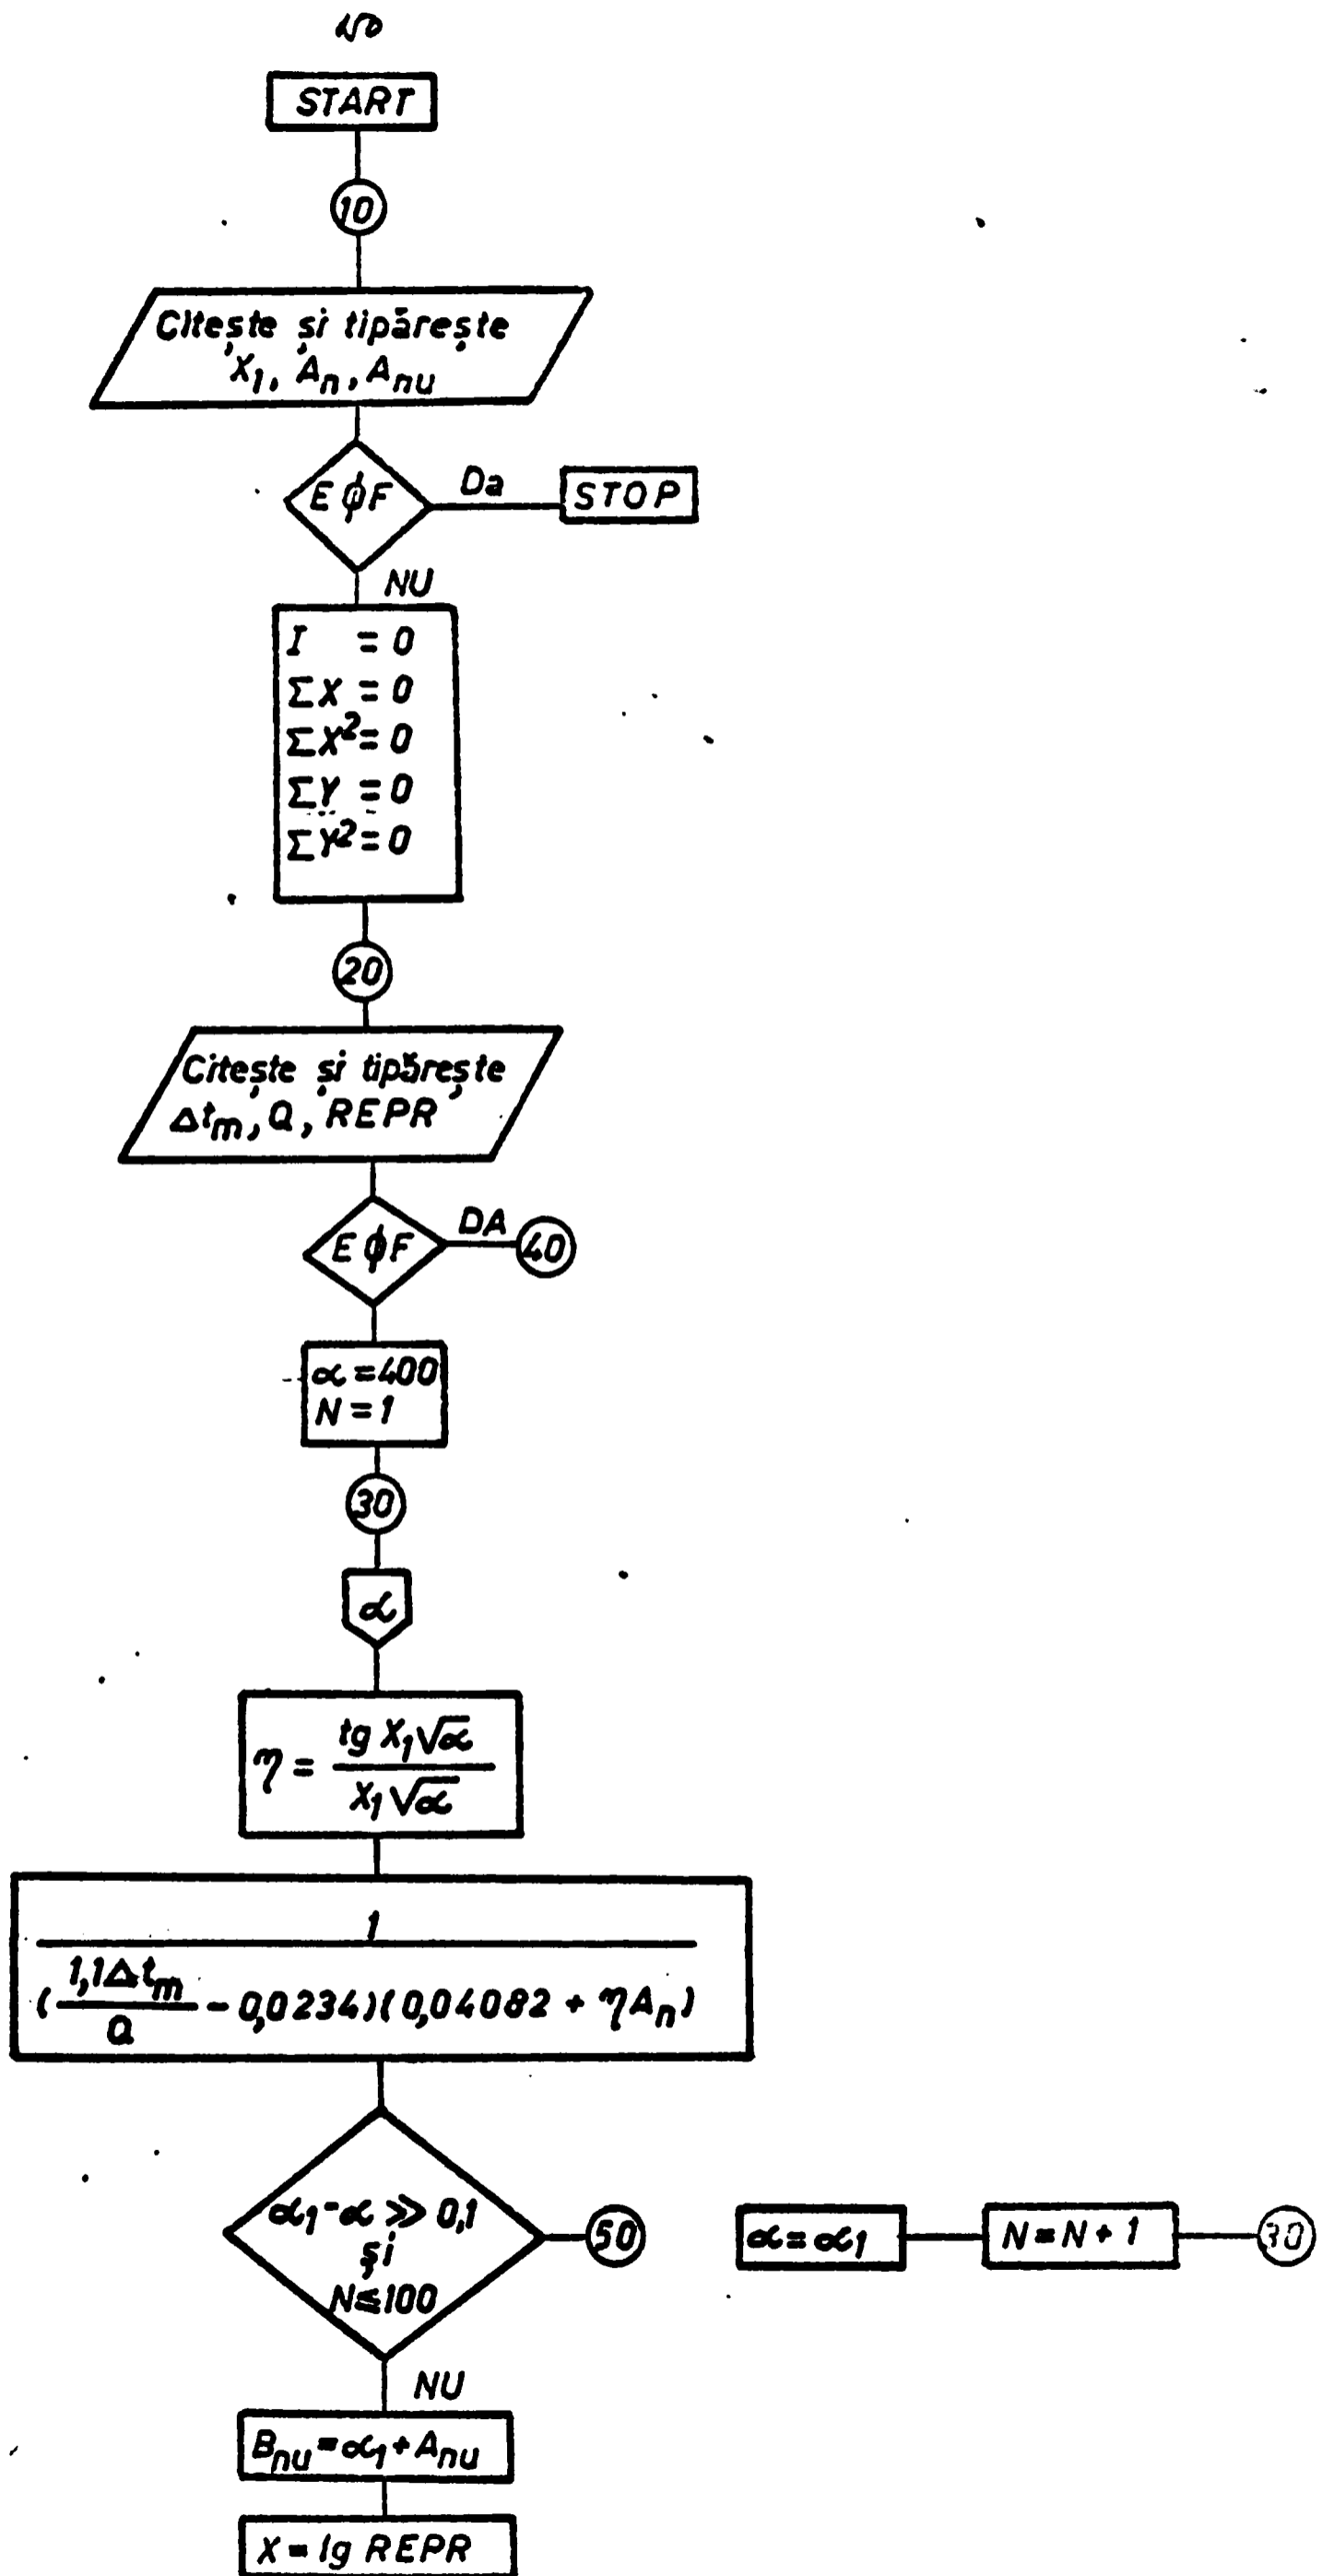 START
10
Citește și tipărește
X₁, Aₙ, Aₙᵤ
EϕF
Da
STOP
NU
I = 0
ΣX = 0
ΣX² = 0
ΣY = 0
ΣY² = 0
20
Citește și tipărește
Δtₘ, Q, REPR
EϕF
DA
40
α = 400
N = 1
30
α
η = tg X₁√α / X₁√α
1
(1,1Δtₘ / Q - 0,0234)(0,04082 + ηAₙ)
α₁ - α ≫ 0,1
și
N ≤ 100
50
α = α₁
N = N + 1
30
NU
Bₙᵤ = α₁ + Aₙᵤ
X = lg REPR